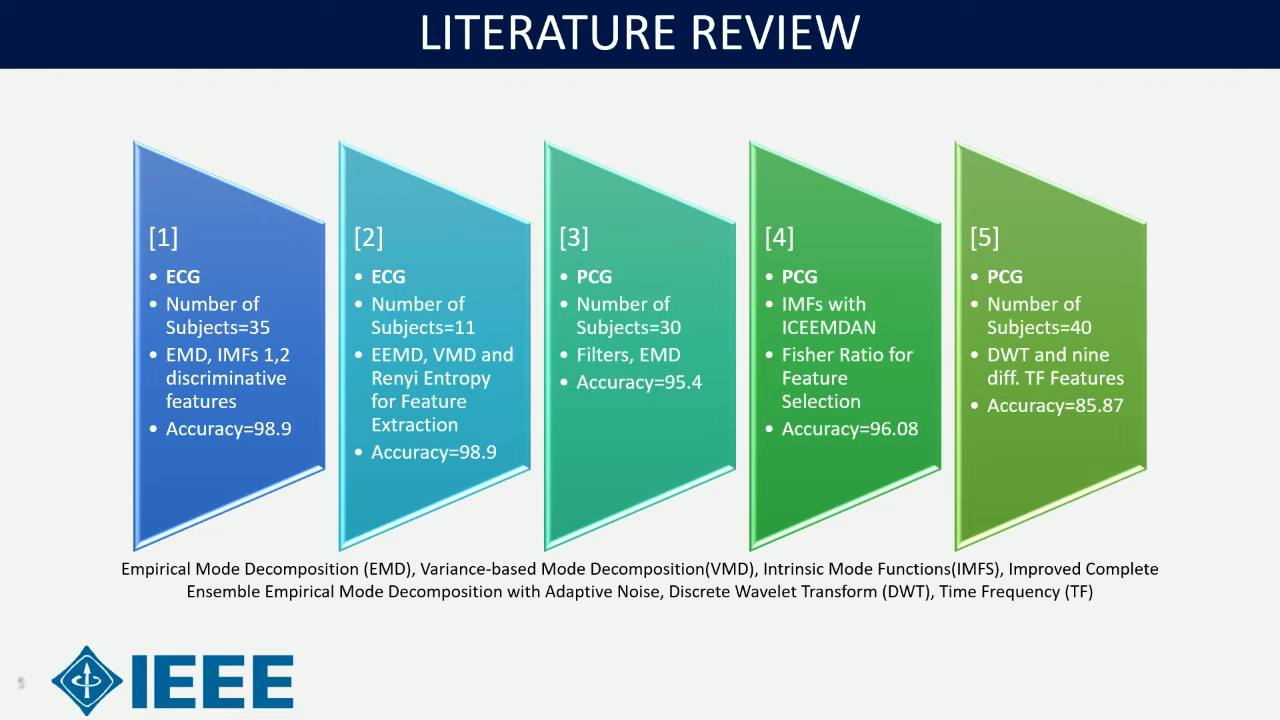 LITERATURE REVIEW
[1]
• ECG
• Number of
Subjects=35
• EMD, IMFs 1,2
discriminative
features
• Accuracy=98.9
[2]
• ECG
• Number of
Subjects=11
• EEMD, VMD and
Renyi Entropy
for Feature
Extraction
• Accuracy=98.9
[3]
• PCG
• Number of
Subjects=30
• Filters, EMD
• Accuracy=95.4
[4]
• PCG
• IMFs with
ICEEMDAN
• Fisher Ratio for
Feature
Selection
• Accuracy=96.08
[5]
• PCG
• Number of
Subjects=40
• DWT and nine
diff. TF Features
• Accuracy=85.87
Empirical Mode Decomposition (EMD), Variance-based Mode Decomposition(VMD), Intrinsic Mode Functions(IMFS), Improved Complete
Ensemble Empirical Mode Decomposition with Adaptive Noise, Discrete Wavelet Transform (DWT), Time Frequency (TF)
5
IEEE